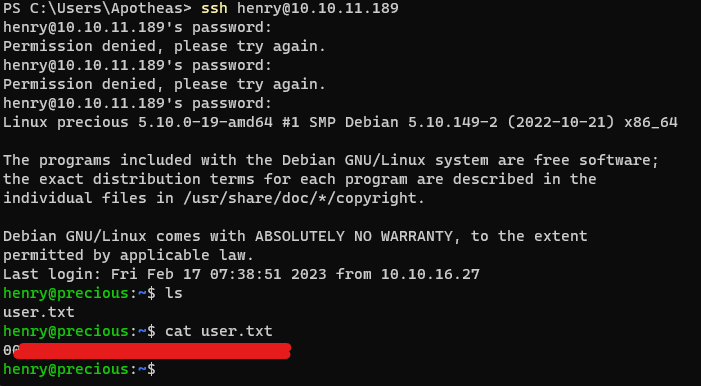 PS C:\Users\Apotheas> ssh henry@10.10.11.189
henry@10.10.11.189's password:
Permission denied, please try again.
henry@10.10.11.189's password:
Permission denied, please try again.
henry@10.10.11.189's password:
Linux precious 5.10.0-19-amd64 #1 SMP Debian 5.10.149-2 (2022-10-21) x86_64
The programs included with the Debian GNU/Linux system are free software;
the exact distribution terms for each program are described in the
individual files in /usr/share/doc/*/copyright.
Debian GNU/Linux comes with ABSOLUTELY NO WARRANTY, to the extent
permitted by applicable law.
Last login: Fri Feb 17 07:38:51 2023 from 10.10.16.27
henry@precious:~$ ls
user.txt
henry@precious:~$ cat user.txt
henry@precious:~$